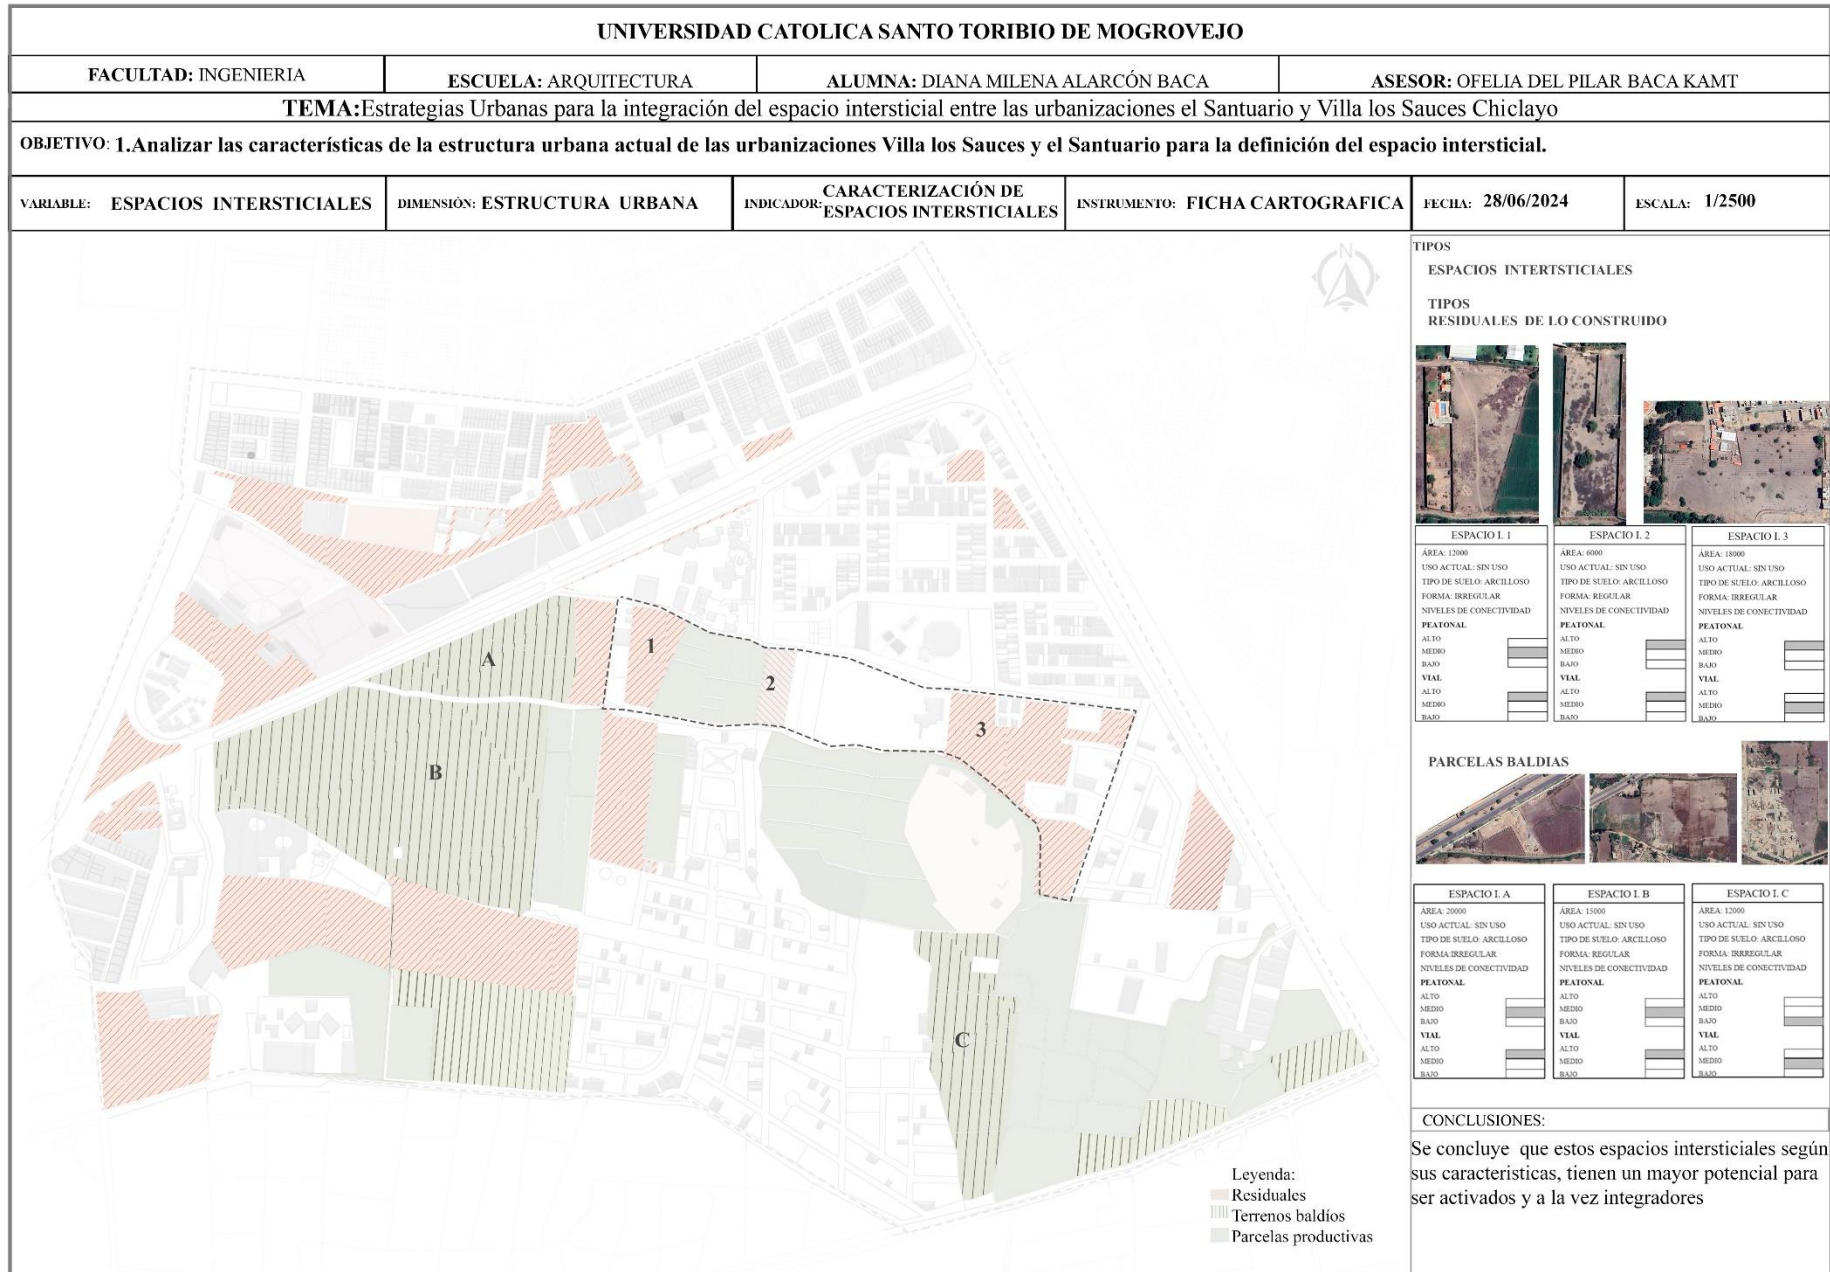 UNIVERSIDAD CATOLICA SANTO TORIBIO DE MOGROVEJO
FACULTAD: INGENIERIA
ESCUELA: ARQUITECTURA
ALUMNA: DIANA MILENA ALARCÓN BACA
ASESOR: OFELIA DEL PILAR BACA KAMT
TEMA:Estrategias Urbanas para la integración del espacio intersticial entre las urbanizaciones el Santuario y Villa los Sauces Chiclayo
OBJETIVO: 1.Analizar las características de la estructura urbana actual de las urbanizaciones Villa los Sauces y el Santuario para la definición del espacio intersticial.
VARIABLE: ESPACIOS INTERSTICIALES
DIMENSIÓN: ESTRUCTURA URBANA
INDICADOR: CARACTERIZACIÓN DE
ESPACIOS INTERSTICIALES
INSTRUMENTO: FICHA CARTOGRAFICA
FECHA: 28/06/2024
ESCALA: 1/2500
N
A
B
C
1
2
3
Leyenda:
Residuales
Terrenos baldíos
Parcelas productivas
TIPOS
ESPACIOS INTERTSTICIALES
TIPOS
RESIDUALES DE LO CONSTRUIDO
ESPACIO I. 1
ÁREA: 12000
USO ACTUAL: SIN USO
TIPO DE SUELO: ARCILLOSO
FORMA: IRREGULAR
NIVELES DE CONECTIVIDAD
PEATONAL
ALTO
MEDIO
BAJO
VIAL
ALTO
MEDIO
BAJO
ESPACIO I. 2
ÁREA: 6000
USO ACTUAL: SIN USO
TIPO DE SUELO: ARCILLOSO
FORMA: REGULAR
NIVELES DE CONECTIVIDAD
PEATONAL
ALTO
MEDIO
BAJO
VIAL
ALTO
MEDIO
BAJO
ESPACIO I. 3
ÁREA: 18000
USO ACTUAL: SIN USO
TIPO DE SUELO: ARCILLOSO
FORMA: IRREGULAR
NIVELES DE CONECTIVIDAD
PEATONAL
ALTO
MEDIO
BAJO
VIAL
ALTO
MEDIO
BAJO
PARCELAS BALDIAS
ESPACIO I. A
ÁREA: 20000
USO ACTUAL: SIN USO
TIPO DE SUELO: ARCILLOSO
FORMA:IRREGULAR
NIVELES DE CONECTIVIDAD
PEATONAL
ALTO
MEDIO
BAJO
VIAL
ALTO
MEDIO
BAJO
ESPACIO I. B
ÁREA: 15000
USO ACTUAL: SIN USO
TIPO DE SUELO: ARCILLOSO
FORMA: REGULAR
NIVELES DE CONECTIVIDAD
PEATONAL
ALTO
MEDIO
BAJO
VIAL
ALTO
MEDIO
BAJO
ESPACIO I. C
ÁREA: 12000
USO ACTUAL: SIN USO
TIPO DE SUELO: ARCILLOSO
FORMA: IRRREGULAR
NIVELES DE CONECTIVIDAD
PEATONAL
ALTO
MEDIO
BAJO
VIAL
ALTO
MEDIO
BAJO
CONCLUSIONES:
Se concluye que estos espacios intersticiales según
sus caracteristicas, tienen un mayor potencial para
ser activados y a la vez integradores